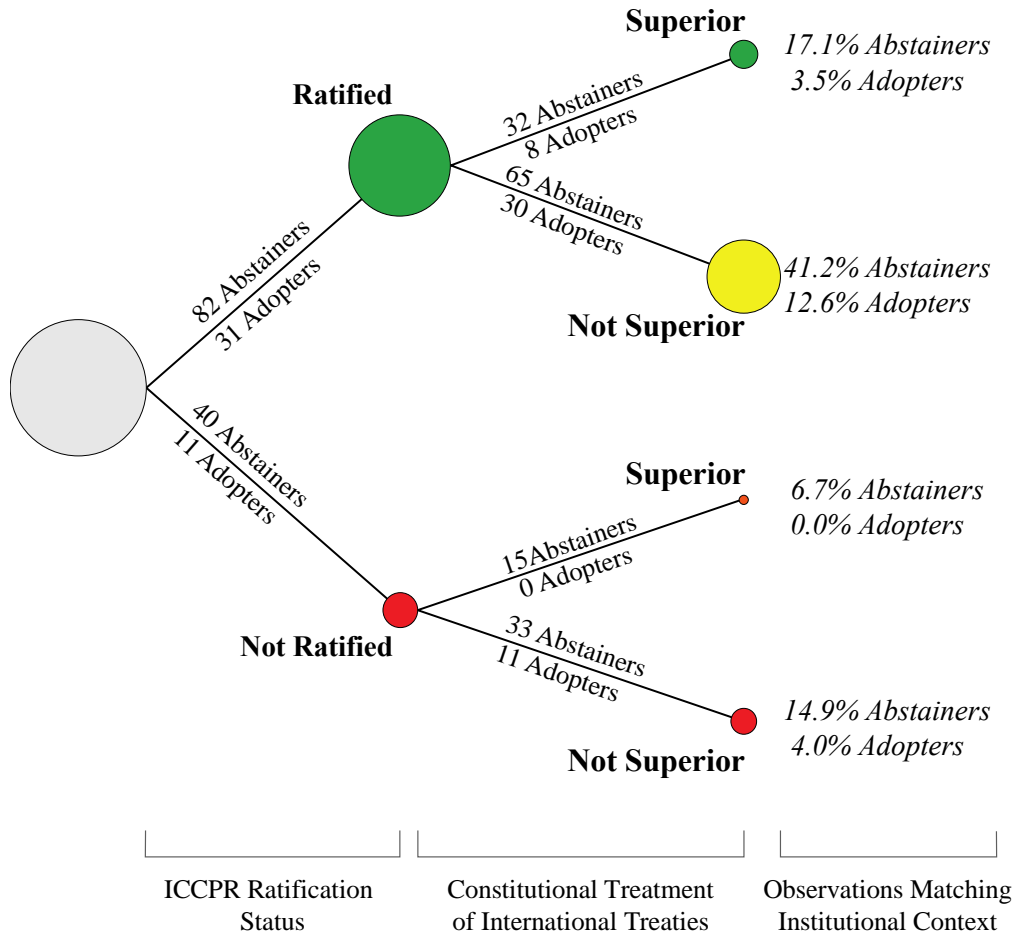 Superior
17.1% Abstainers
3.5% Adopters
Ratified
32 Abstainers
8 Adopters
65 Abstainers
30 Adopters
41.2% Abstainers
12.6% Adopters
Not Superior
82 Abstainers
31 Adopters
40 Abstainers
11 Adopters
Superior
6.7% Abstainers
0.0% Adopters
15Abstainers
0 Adopters
Not Ratified
33 Abstainers
11 Adopters
14.9% Abstainers
4.0% Adopters
Not Superior
ICCPR Ratification
Status
Constitutional Treatment
of International Treaties
Observations Matching
Institutional Context